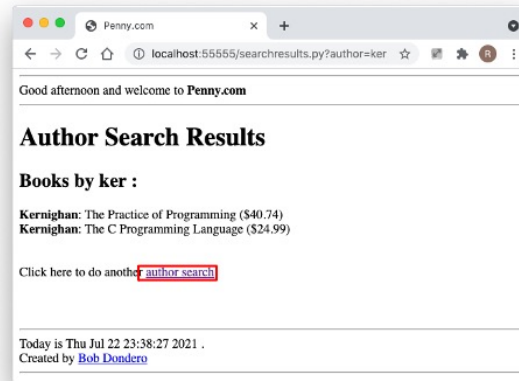 Penny.com
localhost:55555/searchresults.py?author=ker
R
Good afternoon and welcome to Penny.com
Author Search Results
Books by ker :
Kernighan: The Practice of Programming ($40.74)
Kernighan: The C Programming Language ($24.99)
Click here to do another author search
Today is Thu Jul 22 23:38:27 2021 .
Created by Bob Dondero